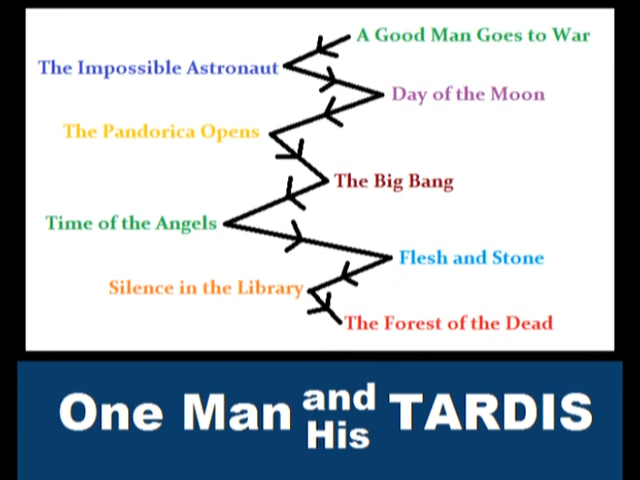 A Good Man Goes to War
The Impossible Astronaut
Day of the Moon
The Pandorica Opens
The Big Bang
Time of the Angels
Flesh and Stone
Silence in the Library
The Forest of the Dead
One Man and His TARDIS